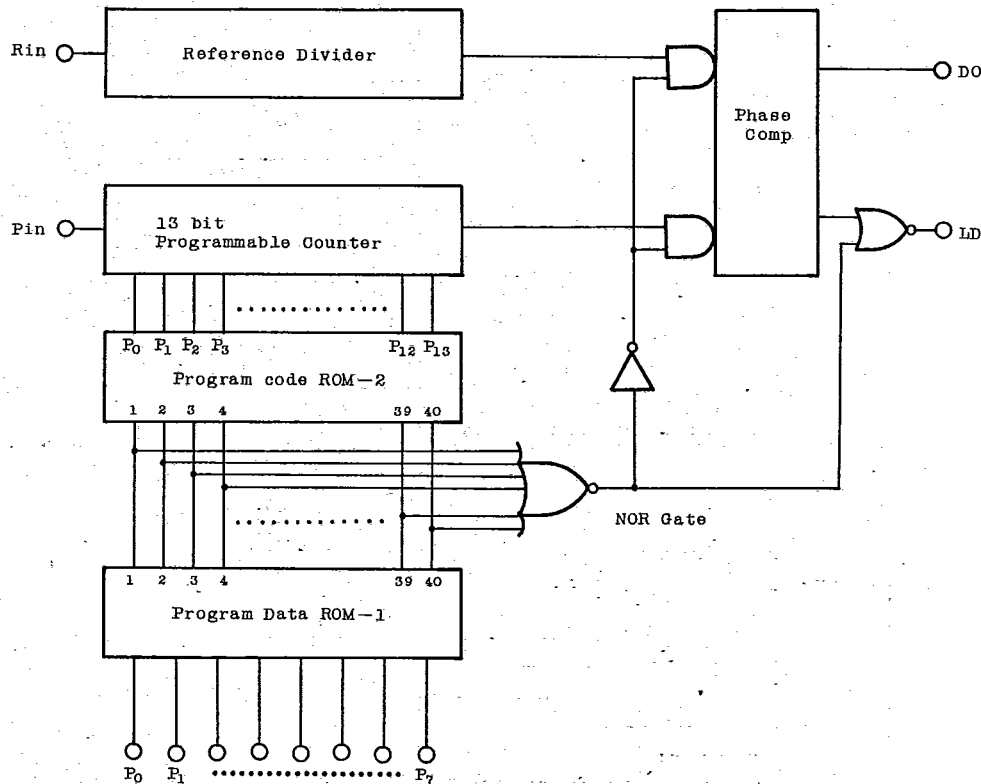 Rin
Reference Divider
DO
Phase
Comp
Pin
13 bit
Programmable Counter
LD
P0 P1 P2 P3 P12 P13
Program code ROM-2
1 2 3 4 39 40
NOR Gate
1 2 3 4 39 40
Program Data ROM-1
P0 P1 P7